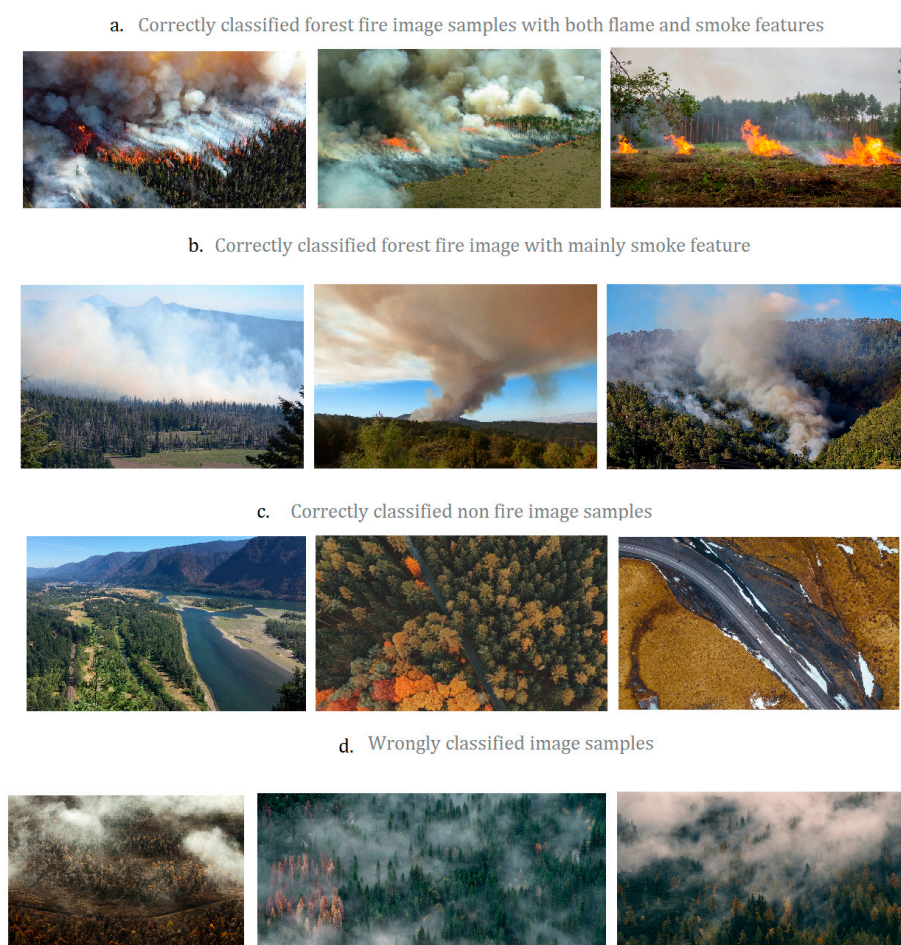 a. Correctly classified forest fire image samples with both flame and smoke features
b. Correctly classified forest fire image with mainly smoke feature
c. Correctly classified non fire image samples
d. Wrongly classified image samples